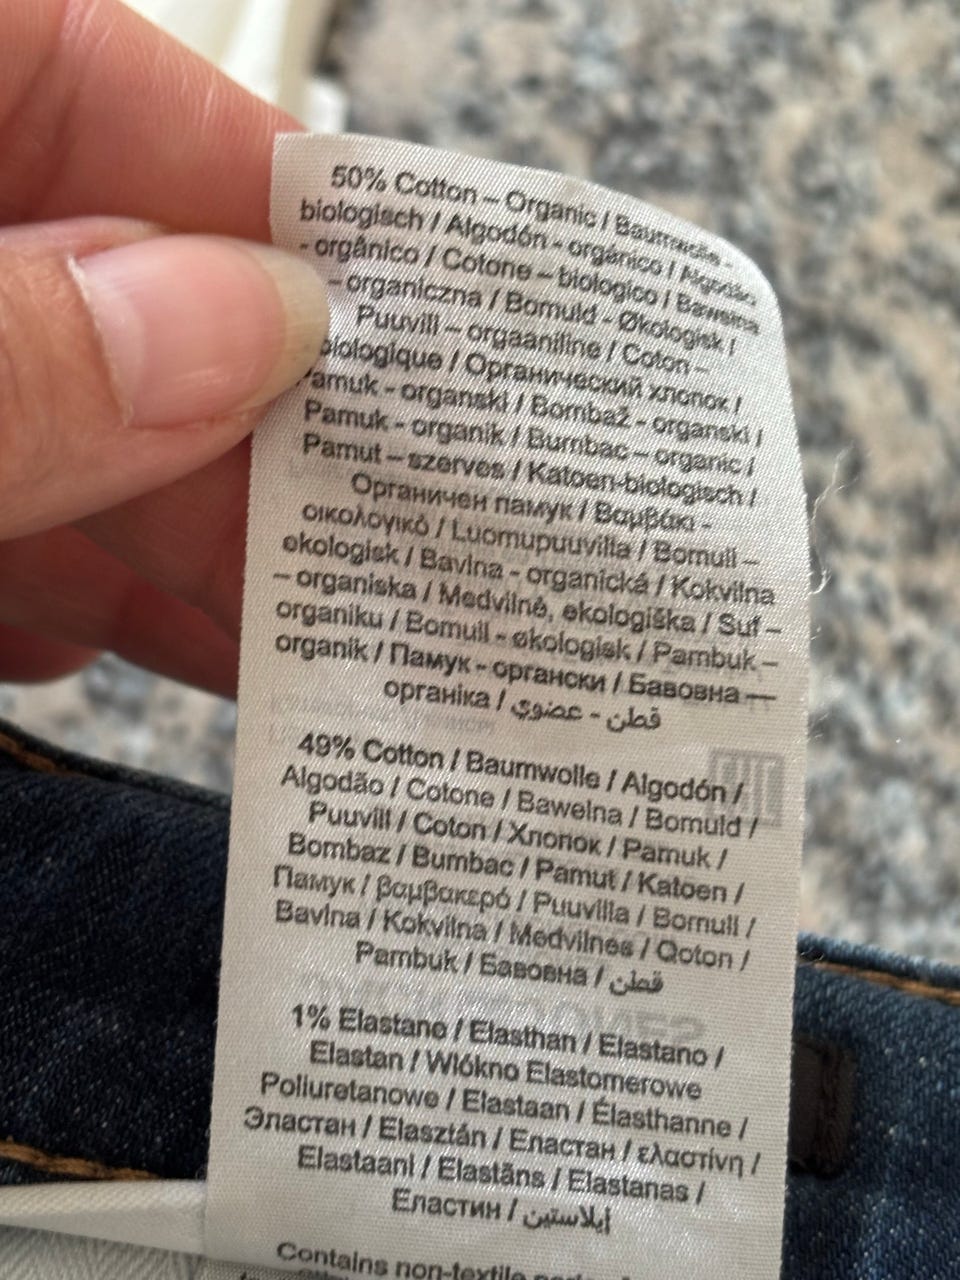 50% Cotton – Organic / Baumwolle -
biologisch / Algodón - orgánico / Algodão
- orgânico / Cotone – biologico / Bawełna
- organiczna / Bomuld - Økologisk /
Puuvill – orgaaniline / Coton –
biologique / Органический хлопок /
Pamuk - organski / Bombaž - organski /
Pamuk - organik / Bumbac – organic /
Pamut – szerves / Katoen-biologisch /
Органичен памук / Βαμβάκι -
οικολογικό / Luomupuuvilla / Bomull –
økologisk / Bavlna - organická / Kokvilna
– organiska / Medvilnė, ekologiška / Suf –
organiku / Bomull - økologisk / Pambuk –
organik / Памук - органски / Бавовна —
органіка / قطن - عضوي
49% Cotton / Baumwolle / Algodón /
Algodão / Cotone / Bawełna / Bomuld /
Puuvill / Coton / Хлопок / Pamuk /
Bombaz / Bumbac / Pamut / Katoen /
Памук / βαμβακερό / Puuvilla / Bomull /
Bavlna / Kokvilna / Medvilnės / Qoton /
Pambuk / Бавовна / قطن
1% Elastane / Elasthan / Elastano /
Elastan / Włókno Elastomerowe
Poliuretanowe / Elastaan / Élasthanne /
Эластан / Elasztán / Еластан / ελαστίνη /
Elastaani / Elastāns / Elastanas /
Еластин / إيلاستين
Contains non-textile